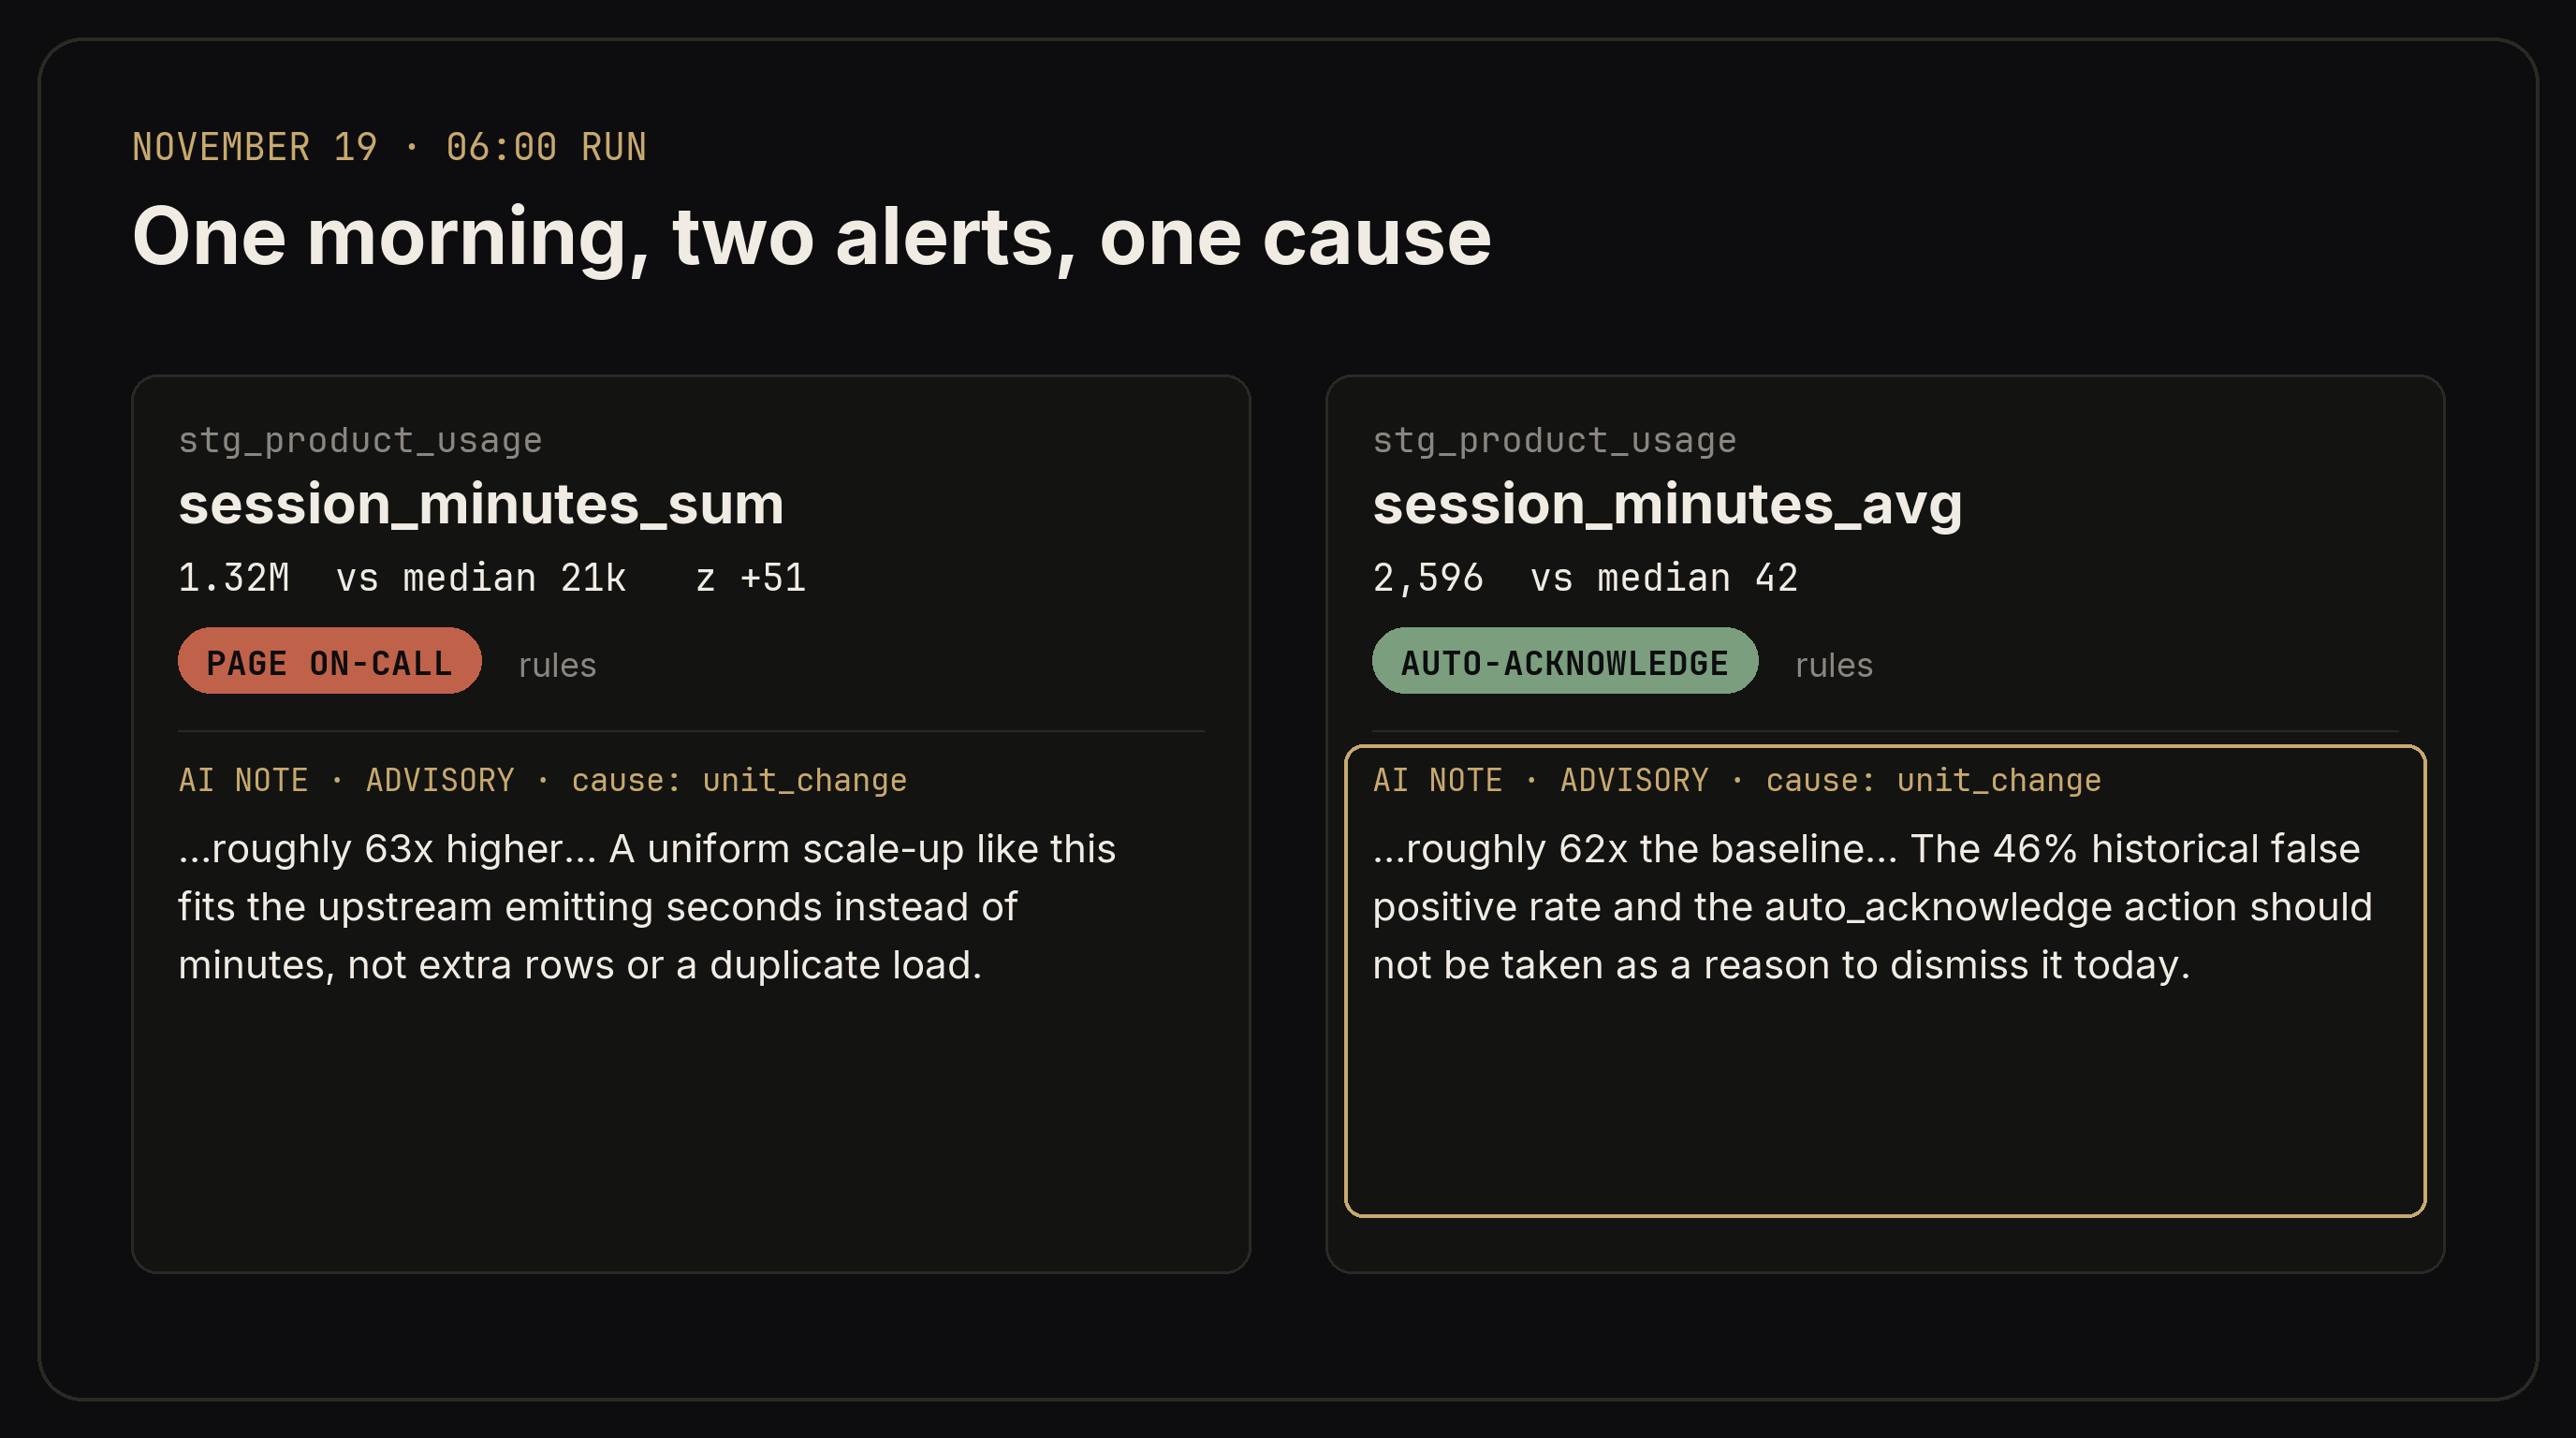 NOVEMBER 19 · 06:00 RUN
One morning, two alerts, one cause
stg_product_usage
session_minutes_sum
1.32M vs median 21k z +51
PAGE ON-CALL rules
AI NOTE · ADVISORY · cause: unit_change
...roughly 63x higher... A uniform scale-up like this
fits the upstream emitting seconds instead of
minutes, not extra rows or a duplicate load.
stg_product_usage
session_minutes_avg
2,596 vs median 42
AUTO-ACKNOWLEDGE rules
AI NOTE · ADVISORY · cause: unit_change
...roughly 62x the baseline... The 46% historical false
positive rate and the auto_acknowledge action should
not be taken as a reason to dismiss it today.